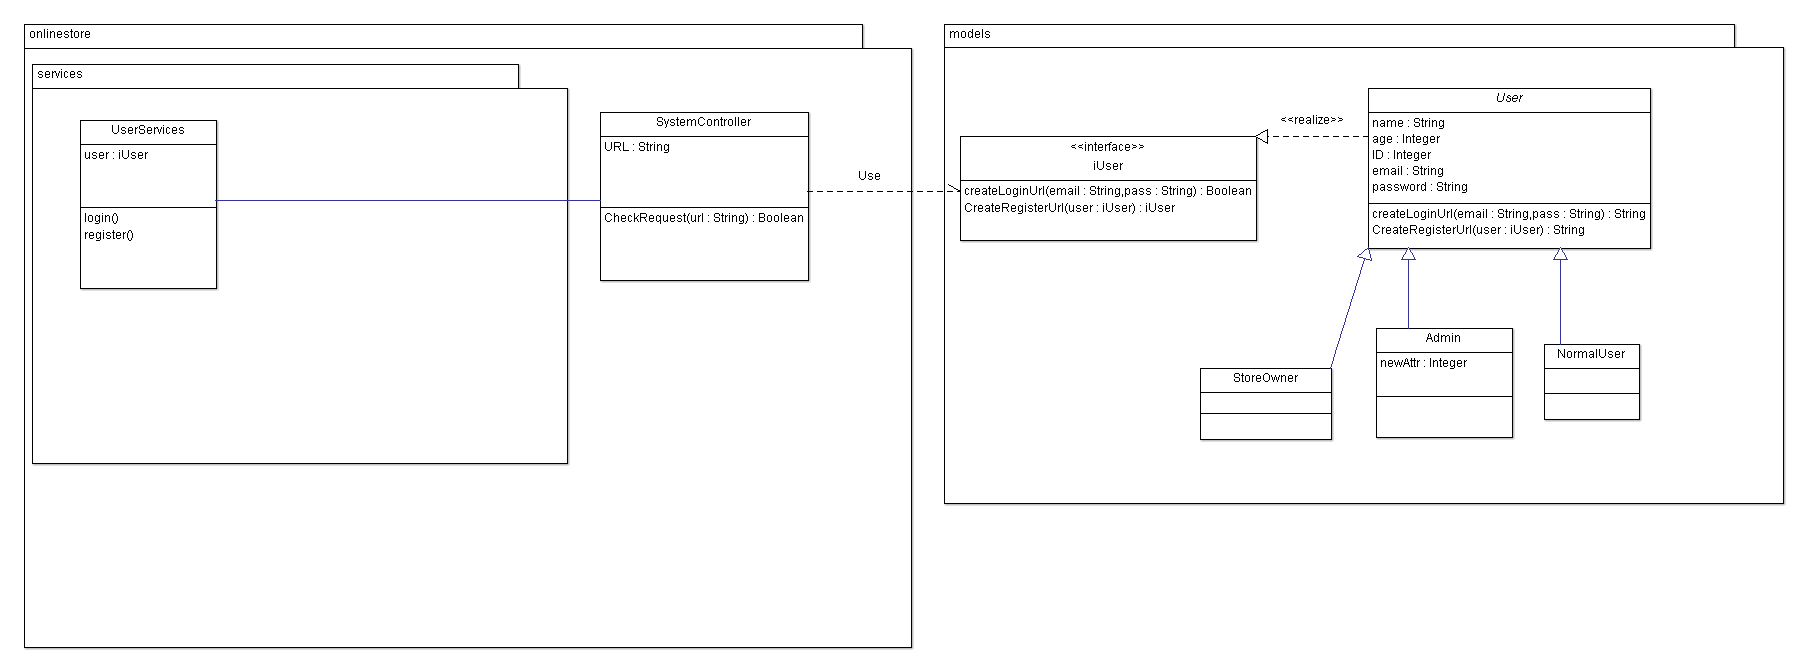 onlinestore
services
UserServices
user : iUser
login()
register()
SystemController
URL : String
CheckRequest(url : String) : Boolean
Use
models
<<interface>>
iUser
createLoginUrl(email : String,pass : String) : Boolean
CreateRegisterUrl(user : iUser) : iUser
<<realize>>
User
name : String
age : Integer
ID : Integer
email : String
password : String
createLoginUrl(email : String,pass : String) : String
CreateRegisterUrl(user : iUser) : String
StoreOwner
Admin
newAttr : Integer
NormalUser